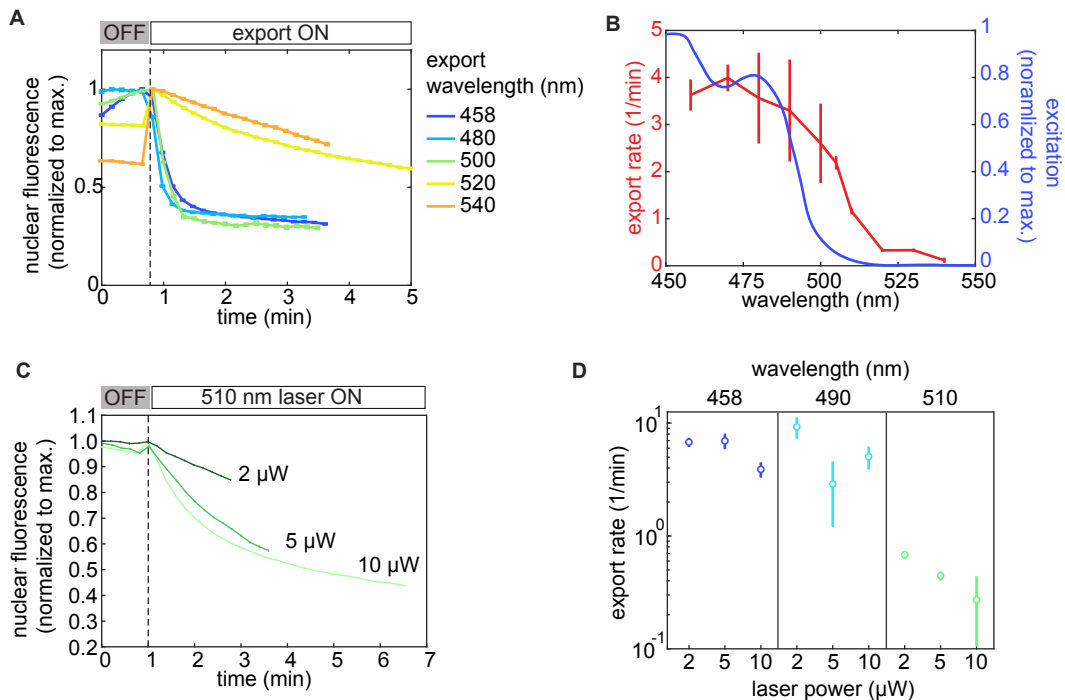 A
OFF export ON
nuclear fluorescence
(normalized to max.)
1
0.5
0
0 1 2 3 4 5
time (min)
export
wavelength (nm)
458
480
500
520
540
B
export rate (1/min)
5
4
3
2
1
0
450 475 500 525 550
wavelength (nm)
1
0.8
0.6
0.4
0.2
0
excitation
(noramlized to max.)
C
OFF 510 nm laser ON
nuclear fluorescence
(normalized to max.)
1.1
1.0
0.9
0.8
0.7
0.6
0.5
0.4
0.2
2 µW
5 µW
10 µW
0 1 2 3 4 5 6 7
time (min)
D
wavelength (nm)
458 490 510
export rate (1/min)
10^1
10^0
10^-1
2 5 10 2 5 10 2 5 10
laser power (µW)